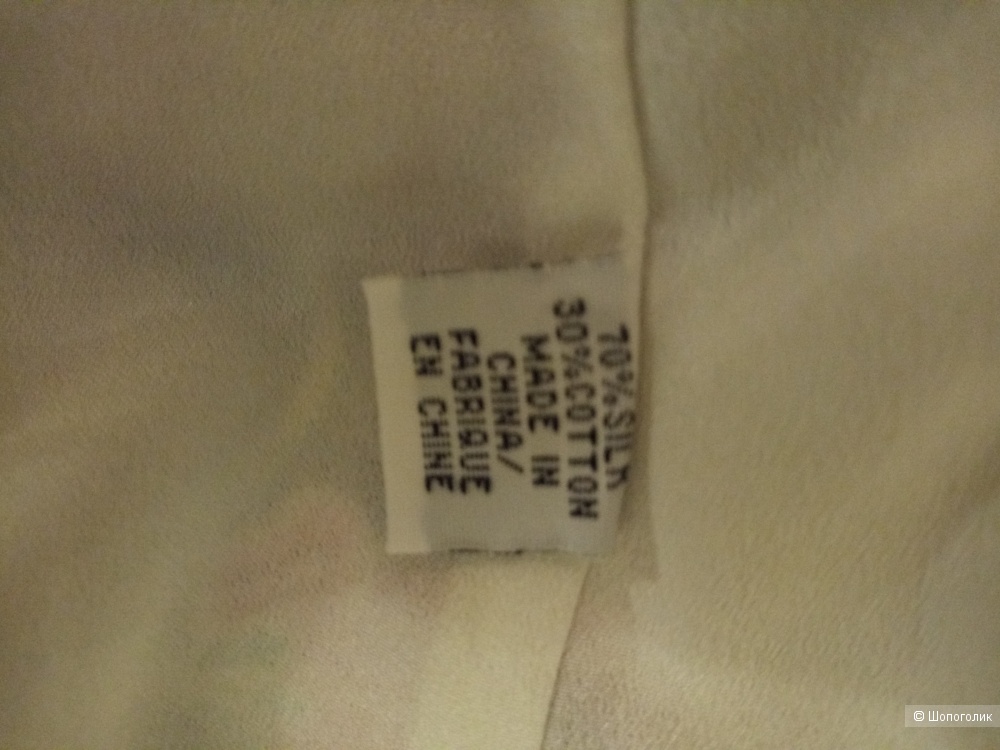 70%SILK
30%COTTON
MADE IN
CHINA/
FABRIQUE
EN CHINE
© Шопоголик